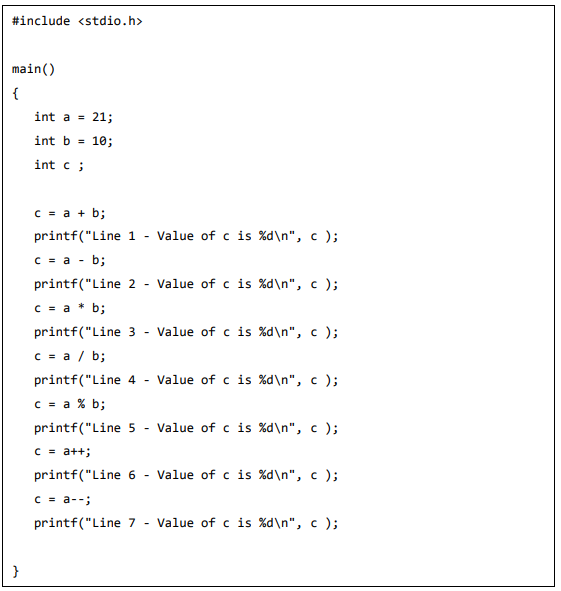 #include <stdio.h>
main()
{
int a = 21;
int b = 10;
int c ;
c = a + b;
printf("Line 1 - Value of c is %d\n", c );
c = a - b;
printf("Line 2 - Value of c is %d\n", c );
c = a * b;
printf("Line 3 - Value of c is %d\n", c );
c = a / b;
printf("Line 4 - Value of c is %d\n", c );
c = a % b;
printf("Line 5 - Value of c is %d\n", c );
c = a++;
printf("Line 6 - Value of c is %d\n", c );
c = a--;
printf("Line 7 - Value of c is %d\n", c );
}